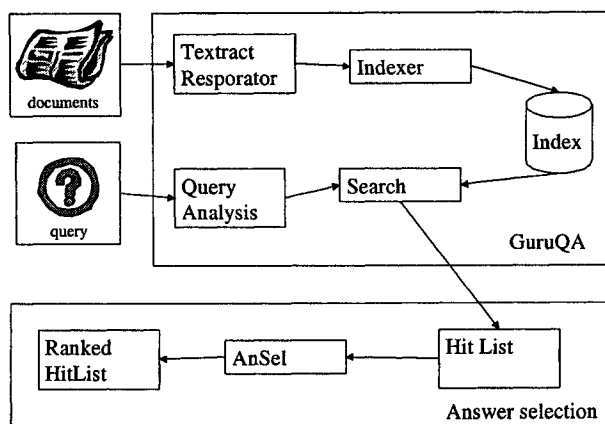 documents
Textract
Resporator
Indexer
Index
query
Query
Analysis
Search
GuruQA
Ranked
HitList
AnSel
Hit List
Answer selection